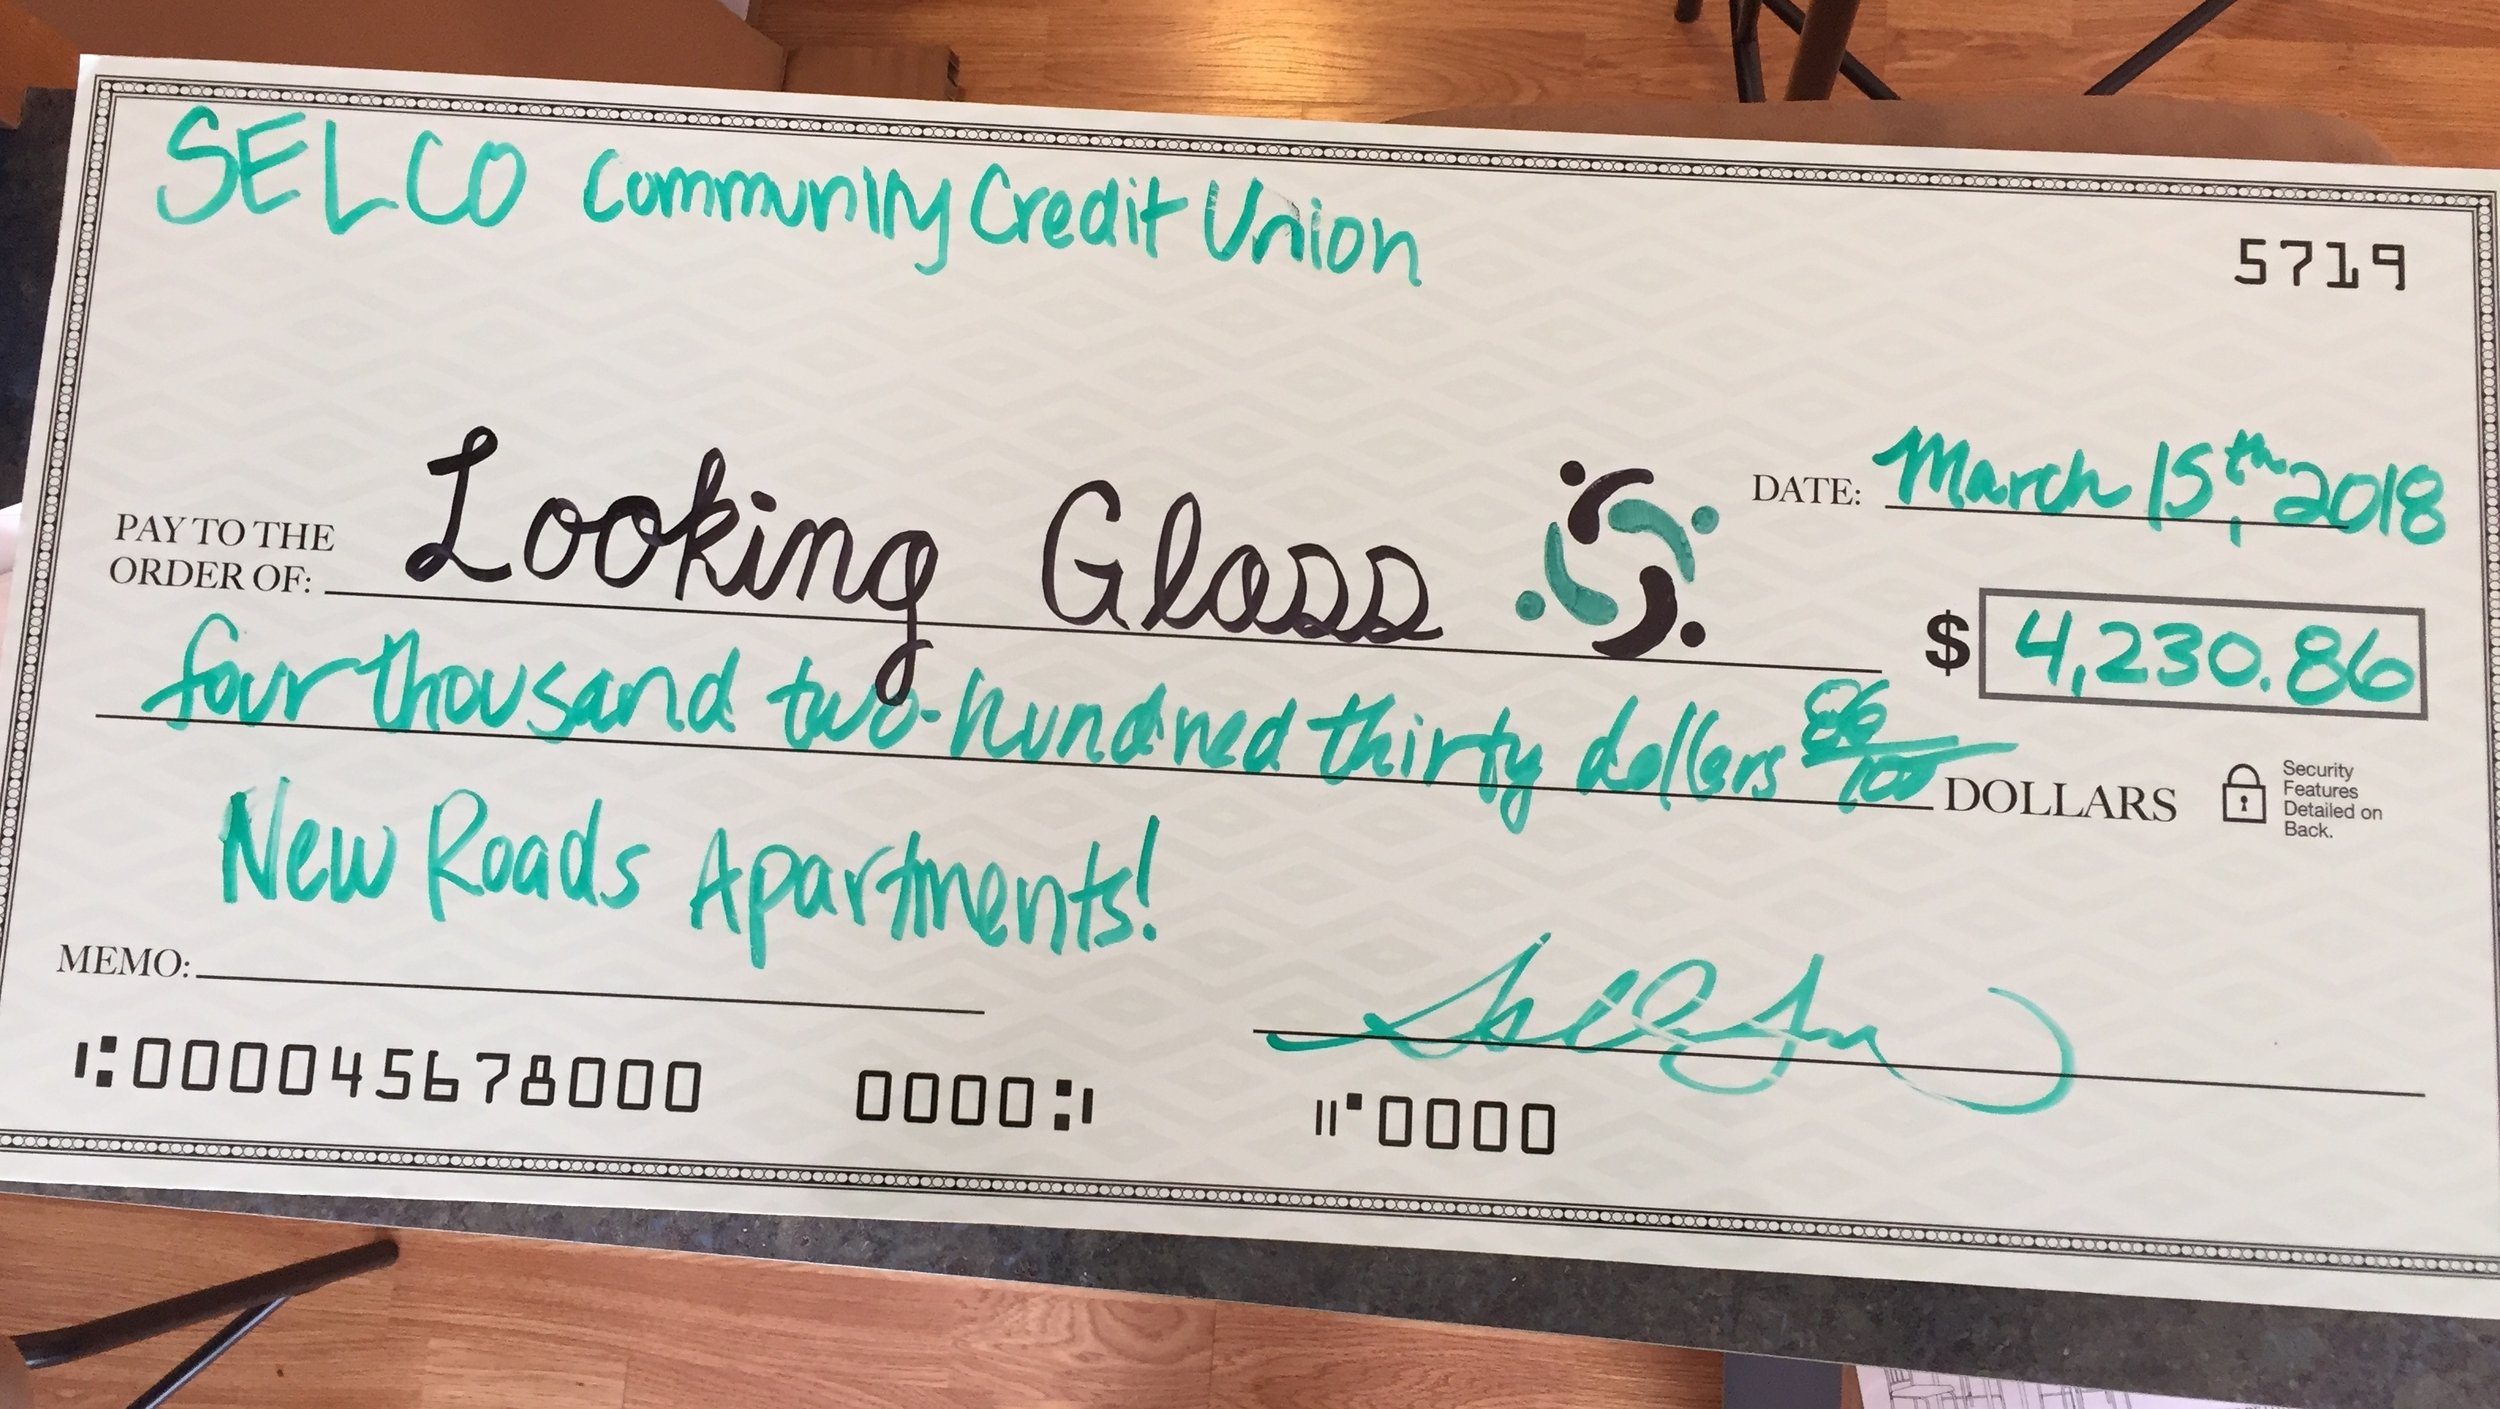 SELCO Community Credit Union
5719
DATE: March 15th, 2018
PAY TO THE
ORDER OF: Looking Glass
$ 4,230.86
four thousand two-hundred thirty dollars 86/100 DOLLARS
Security
Features
Detailed on
Back.
New Roads Apartments!
MEMO:
000045678000 0000 0000